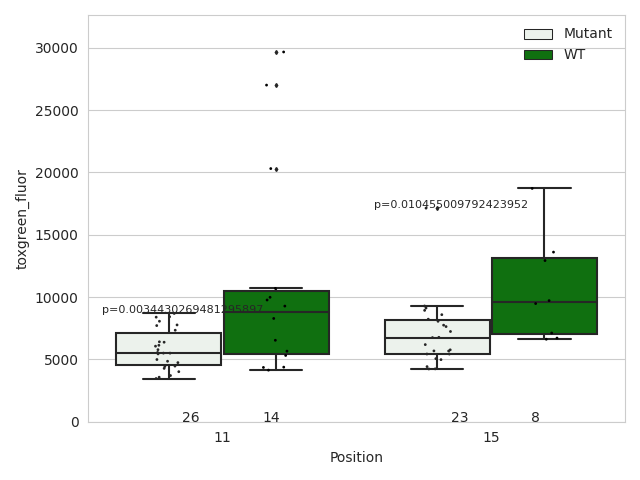 Mutant
WT
30000
25000
20000
15000
10000
5000
0
toxgreen_fluor
p=0.010455009792423952
p=0.0034430269481295897
26
14
23
8
11
15
Position